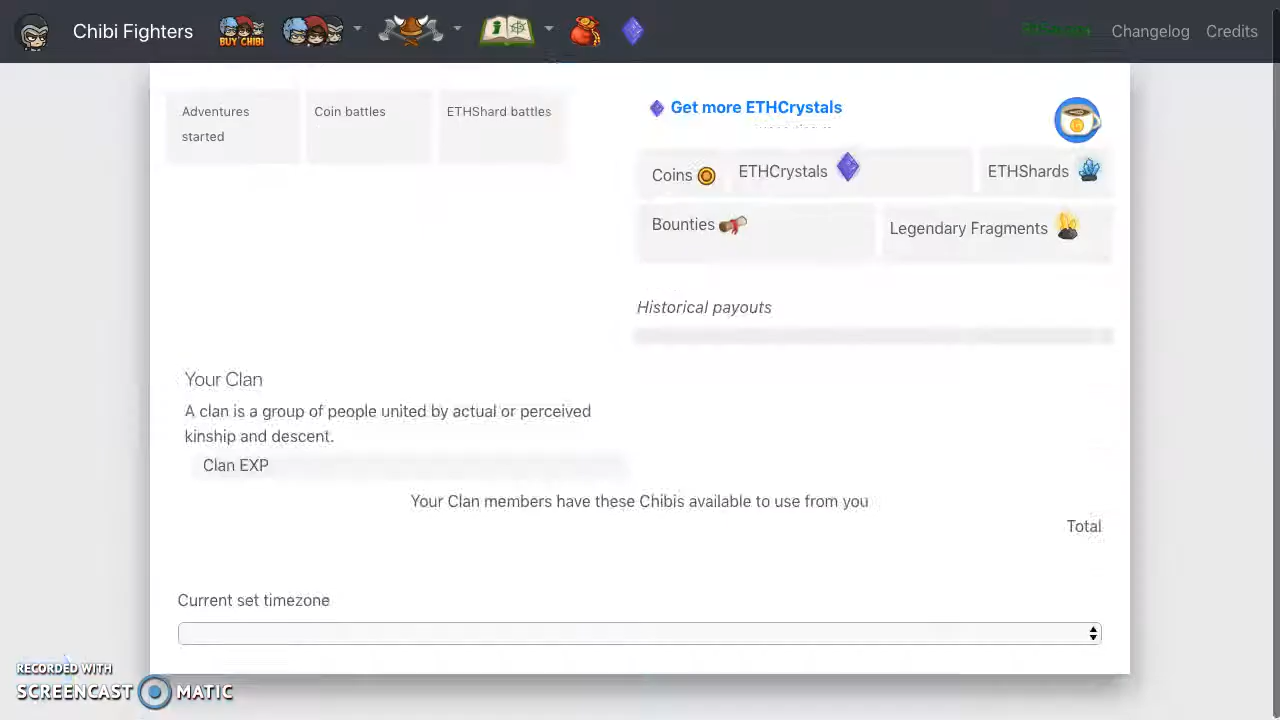 Chibi Fighters
BUY CHIBI
Changelog
Credits
Adventures
started
Coin battles
ETHShard battles
Get more ETHCrystals
Coins
ETHCrystals
ETHShards
Bounties
Legendary Fragments
Historical payouts
Your Clan
A clan is a group of people united by actual or perceived
kinship and descent.
Clan EXP
Your Clan members have these Chibis available to use from you
Total
Current set timezone
RECORDED WITH
SCREENCAST MATIC